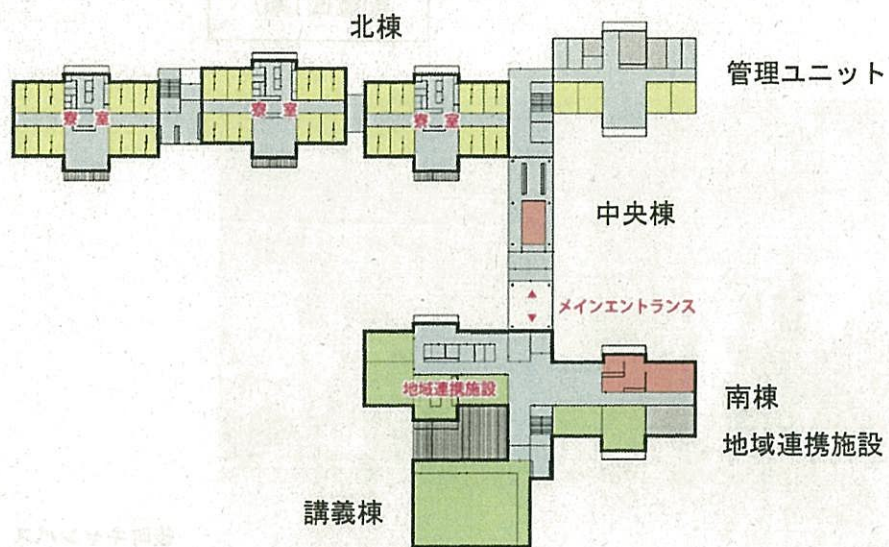 北棟
管理ユニット
寮 室
寮 室
寮 室
中央棟
メインエントランス
地域連携施設
南棟
地域連携施設
講義棟